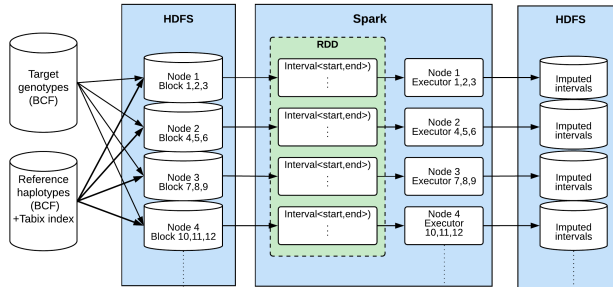 HDFS
Spark
HDFS
RDD
Target
genotypes
(BCF)
Reference
haplotypes
(BCF)
+Tabix index
Node 1
Block 1,2,3
Node 2
Block 4,5,6
Node 3
Block 7,8,9
Node 4
Block 10,11,12
Interval<start,end>)
:
Interval<start,end>)
:
Interval<start,end>)
:
Interval<start,end>)
:
Node 1
Executor 1,2,3
Node 2
Executor 4,5,6
Node 3
Executor 7,8,9
Node 4
Executor
10,11,12
Imputed
intervals
Imputed
intervals
Imputed
intervals
Imputed
intervals